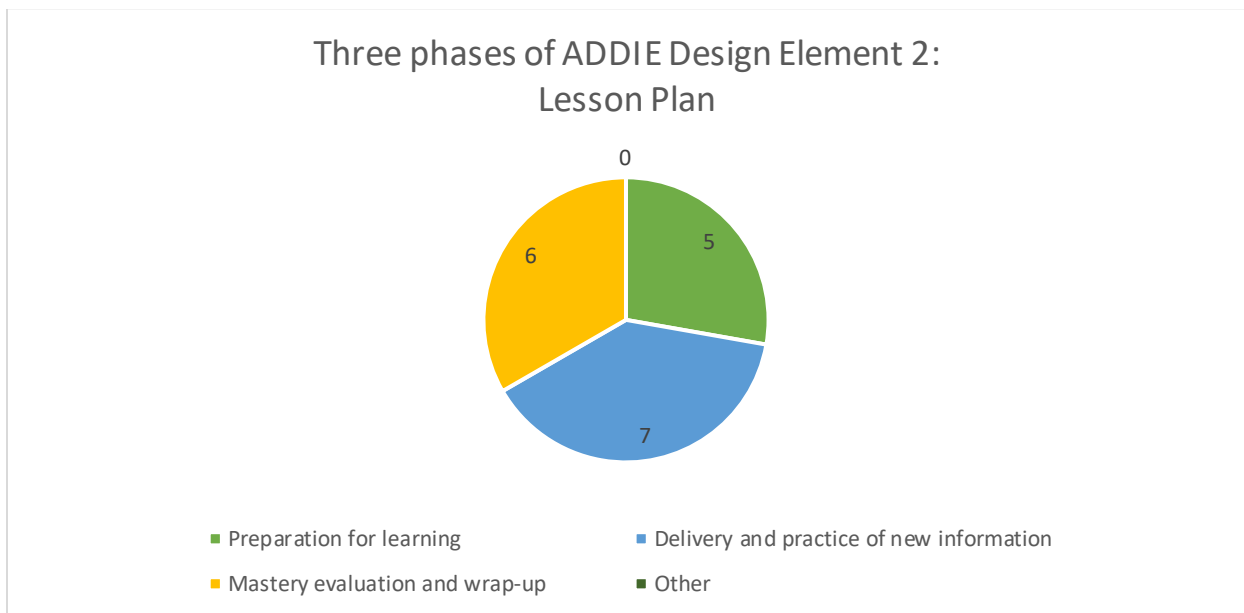 Three phases of ADDIE Design Element 2:
Lesson Plan
0
5
6
7
Preparation for learning
Delivery and practice of new information
Mastery evaluation and wrap-up
Other